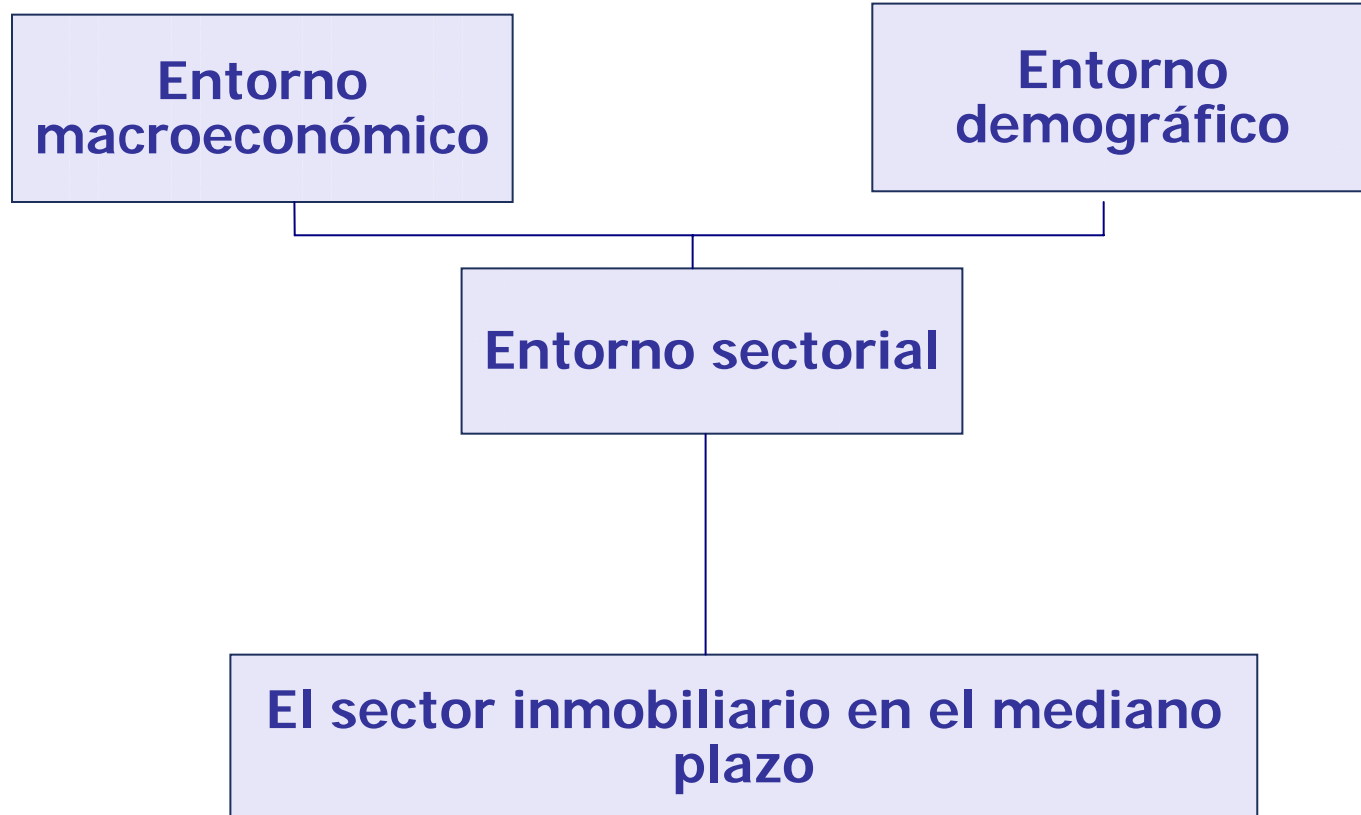 Entorno
macroeconómico
Entorno
demográfico
Entorno sectorial
El sector inmobiliario en el mediano
plazo